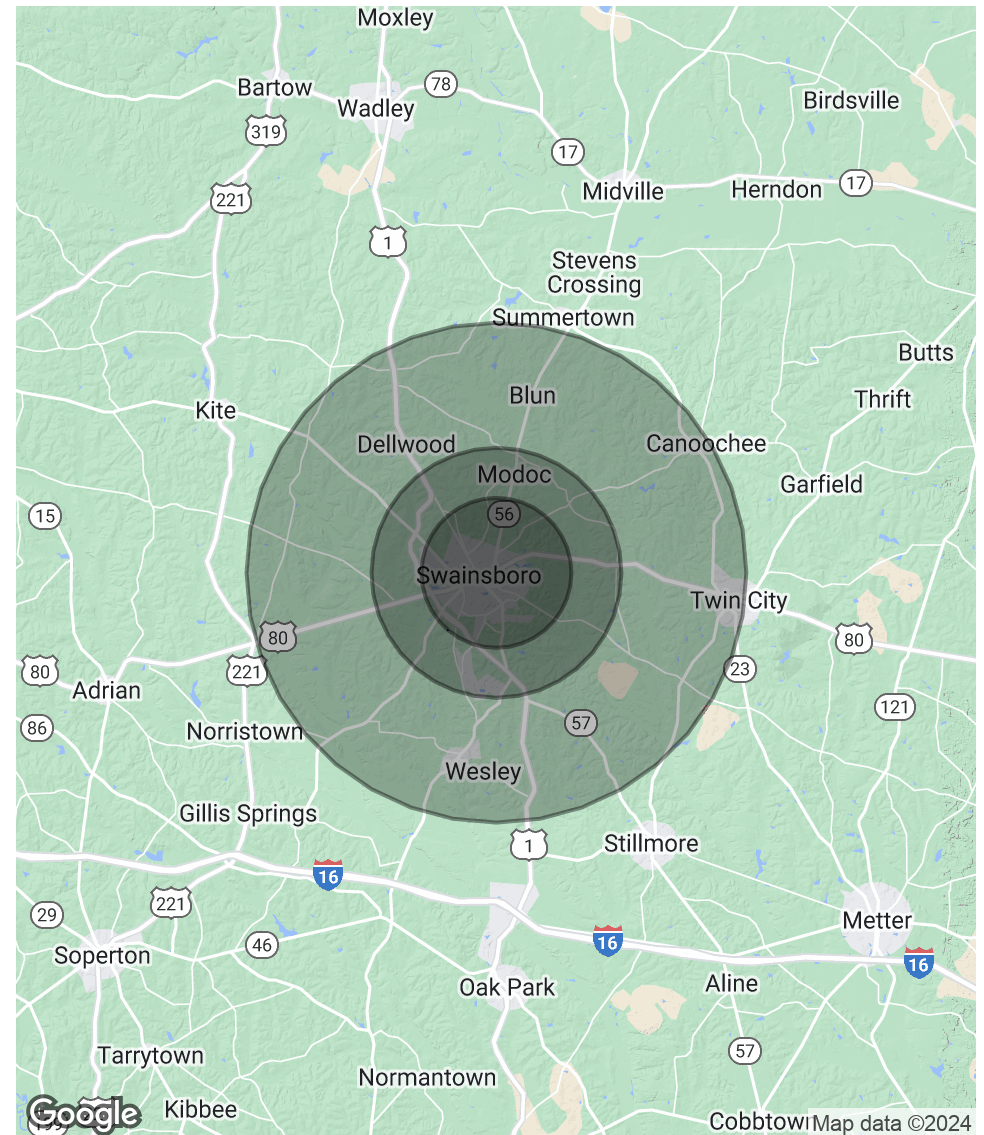 Moxley
Bartow
78
Wadley
Birdsville
319
17
221
Midville
Herndon
17
1
Stevens
Crossing
Summertown
Butts
Blun
Thrift
Kite
Dellwood
Canoochee
Modoc
Garfield
15
56
Swainsboro
Twin City
80
80
80
221
23
Adrian
121
86
57
Norristown
Wesley
Gillis Springs
1
Stillmore
16
221
29
Metter
46
16
Soperton
16
Aline
Oak Park
57
Tarrytown
Normantown
Google
Kibbee
Cobbtown
Map data ©2024